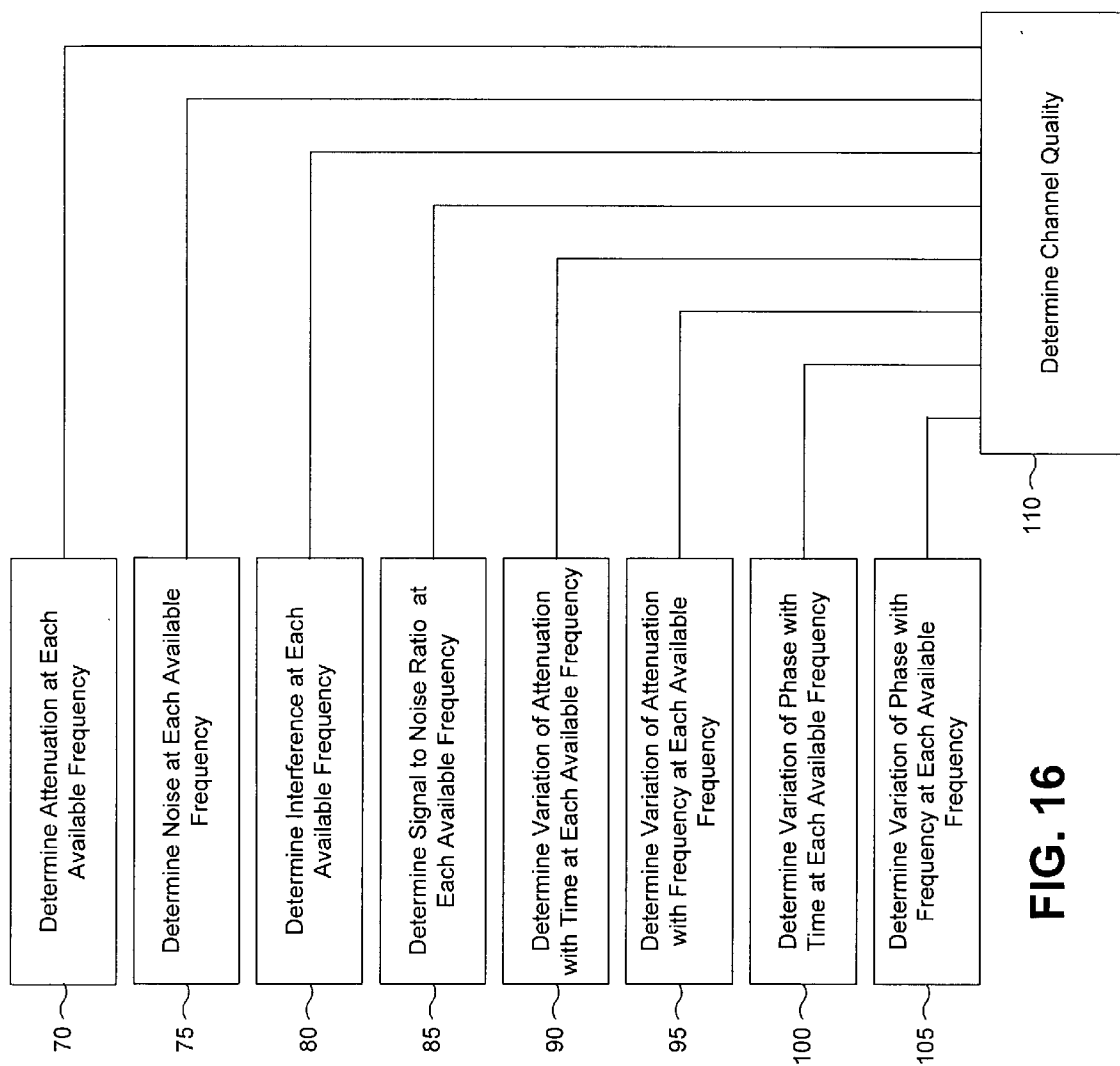 70
Determine Attenuation at Each
Available Frequency
75
Determine Noise at Each Available
Frequency
80
Determine Interference at Each
Available Frequency
85
Determine Signal to Noise Ratio at
Each Available Frequency
90
Determine Variation of Attenuation
with Time at Each Available Frequency
95
Determine Variation of Attenuation
with Frequency at Each Available
Frequency
100
Determine Variation of Phase with
Time at Each Available Frequency
105
Determine Variation of Phase with
Frequency at Each Available
Frequency
110
Determine Channel Quality
FIG. 16